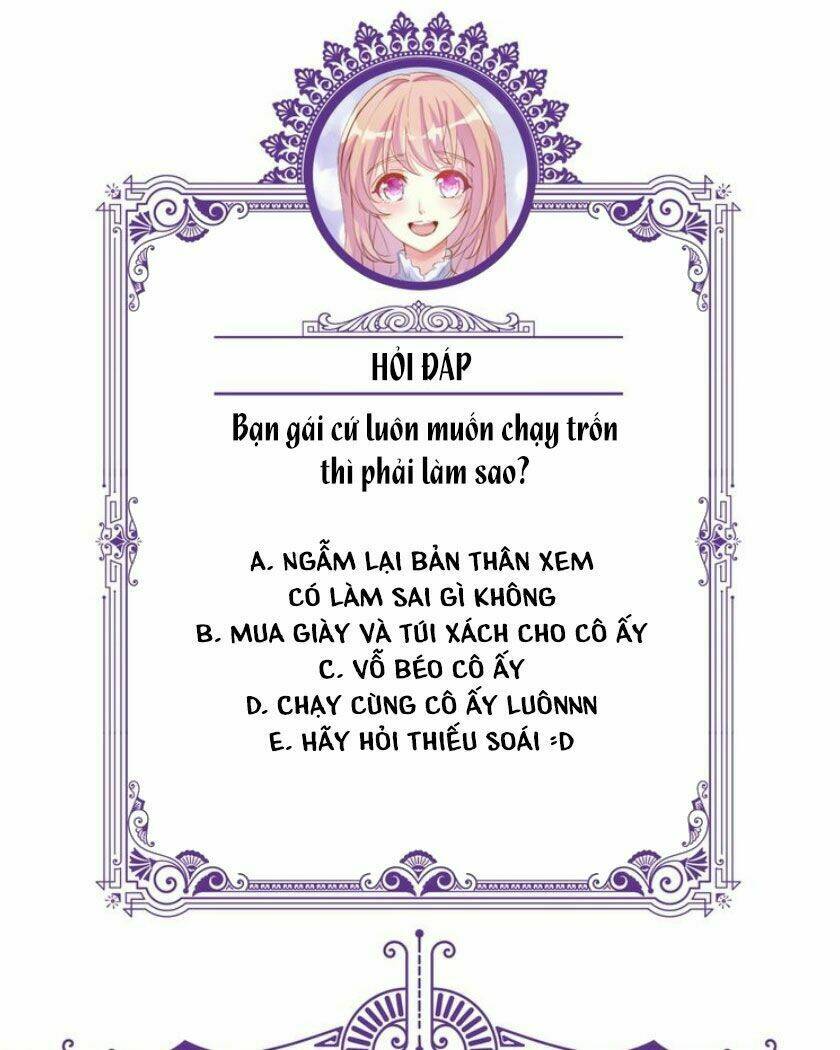 HỎI ĐÁP
Bạn gái cứ luôn muốn chạy trốn
thì phải làm sao?
A. NGẪM LẠI BẢN THÂN XEM
CÓ LÀM SAI GÌ KHÔNG
B. MUA GIÀY VÀ TÚI XÁCH CHO CÔ ẤY
C. VỖ BÉO CÔ ẤY
D. CHẠY CÙNG CÔ ẤY LUÔNNN
E. HÃY HỎI THIẾU SOÁI =D